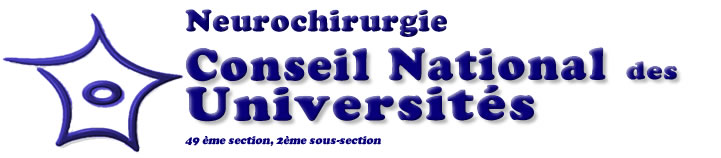 Neurochirurgie
Conseil National des
Universités
49 ème section, 2ème sous-section